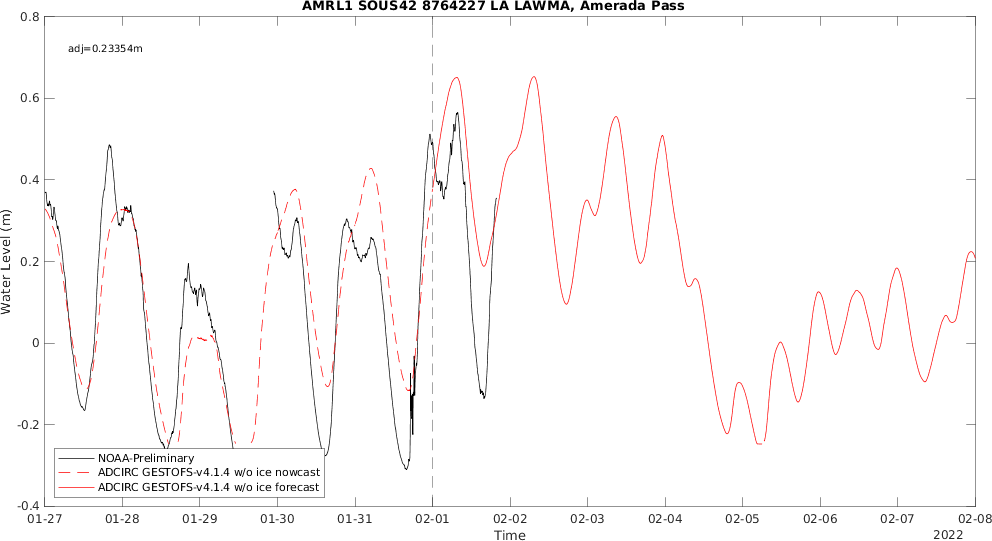 AMRL1 SOUS42 8764227 LA LAWMA, Amerada Pass
adj=0.23354m
0.8
0.6
0.4
0.2
0
-0.2
-0.4
Water Level (m)
NOAA-Preliminary
ADCIRC GESTOFS-v4.1.4 w/o ice nowcast
ADCIRC GESTOFS-v4.1.4 w/o ice forecast
01-27 01-28 01-29 01-30 01-31 02-01 02-02 02-03 02-04 02-05 02-06 02-07 02-08
Time
2022